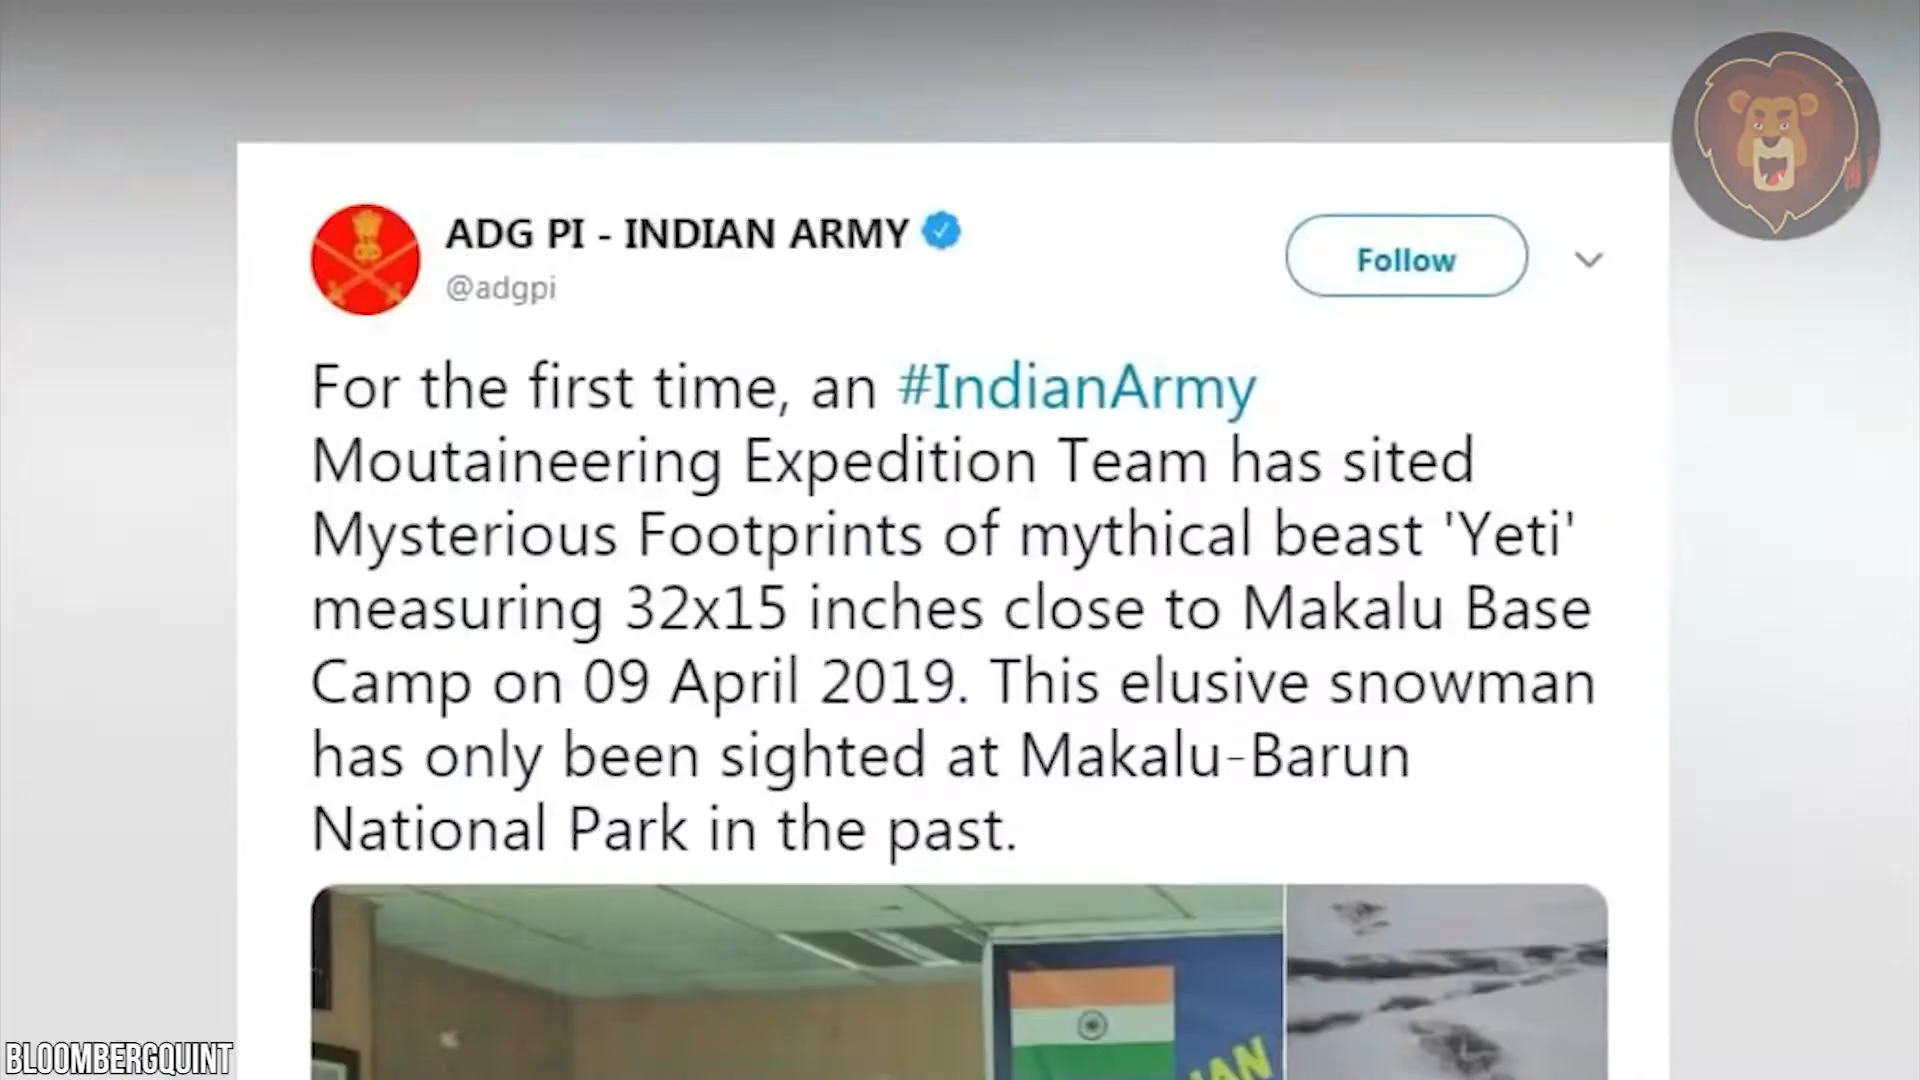 ADG PI - INDIAN ARMY
@adgpi
Follow
For the first time, an #IndianArmy
Moutaineering Expedition Team has sited
Mysterious Footprints of mythical beast 'Yeti'
measuring 32x15 inches close to Makalu Base
Camp on 09 April 2019. This elusive snowman
has only been sighted at Makalu-Barun
National Park in the past.
BLOOMBERGQUINT